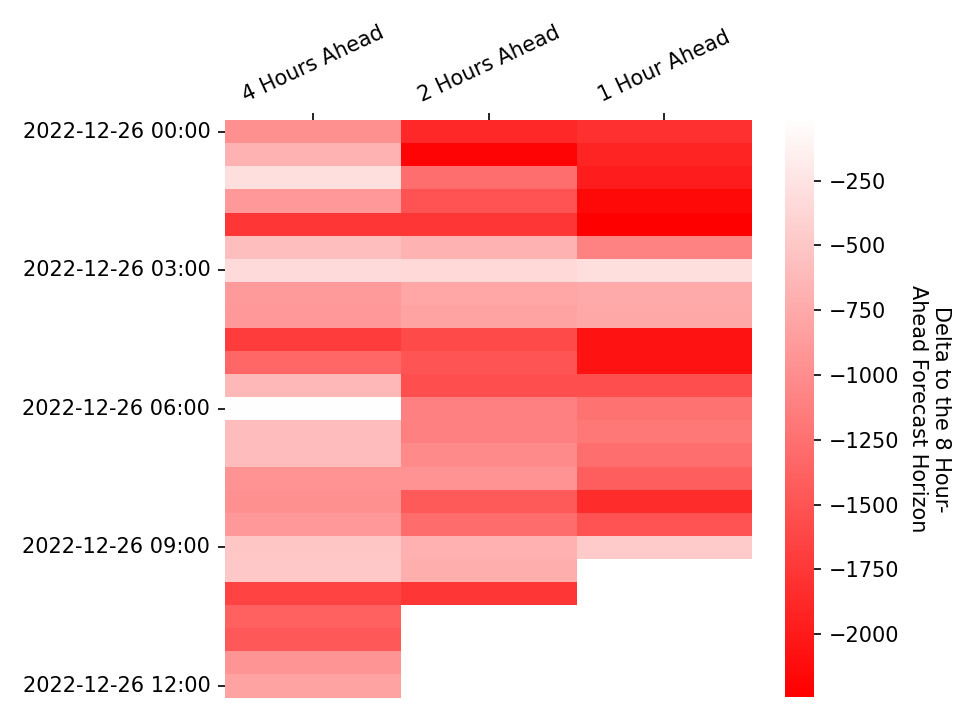 4 Hours Ahead
2 Hours Ahead
1 Hour Ahead
2022-12-26 00:00
2022-12-26 03:00
2022-12-26 06:00
2022-12-26 09:00
2022-12-26 12:00
−250
−500
−750
−1000
−1250
−1500
−1750
−2000
Delta to the 8 Hour-
Ahead Forecast Horizon